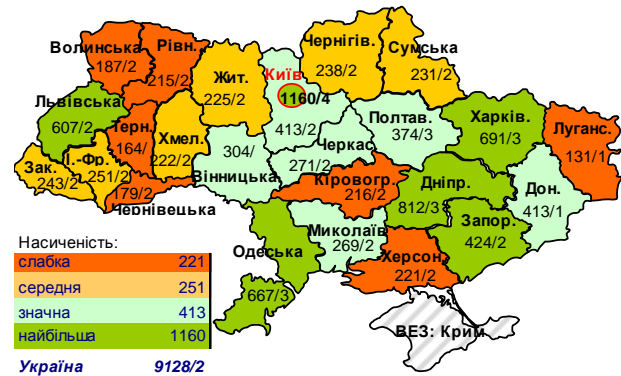 Волинська
187/2
Рівн.
215/2
Жит.
225/2
Київ
1160/4
413/2
Чернігів.
238/2
Сумська
231/2
Львівська
607/2
Терн.
164/
Хмел.
222/2
304/
Вінницька
Черкас
271/2
Полтав.
374/3
Харків.
691/3
Луганс.
131/1
Зак.
243/2
І.-Фр.
251/2
179/2
Чернівецька
Кіровогр.
216/2
Дніпр.
812/3
Дон.
413/1
Запор.
424/2
Миколаїв
269/2
Одеська
667/3
Херсон.
221/2
ВЕЗ: Крим
Насиченість:
слабка 221
середня 251
значна 413
найбільша 1160
Україна 9128/2